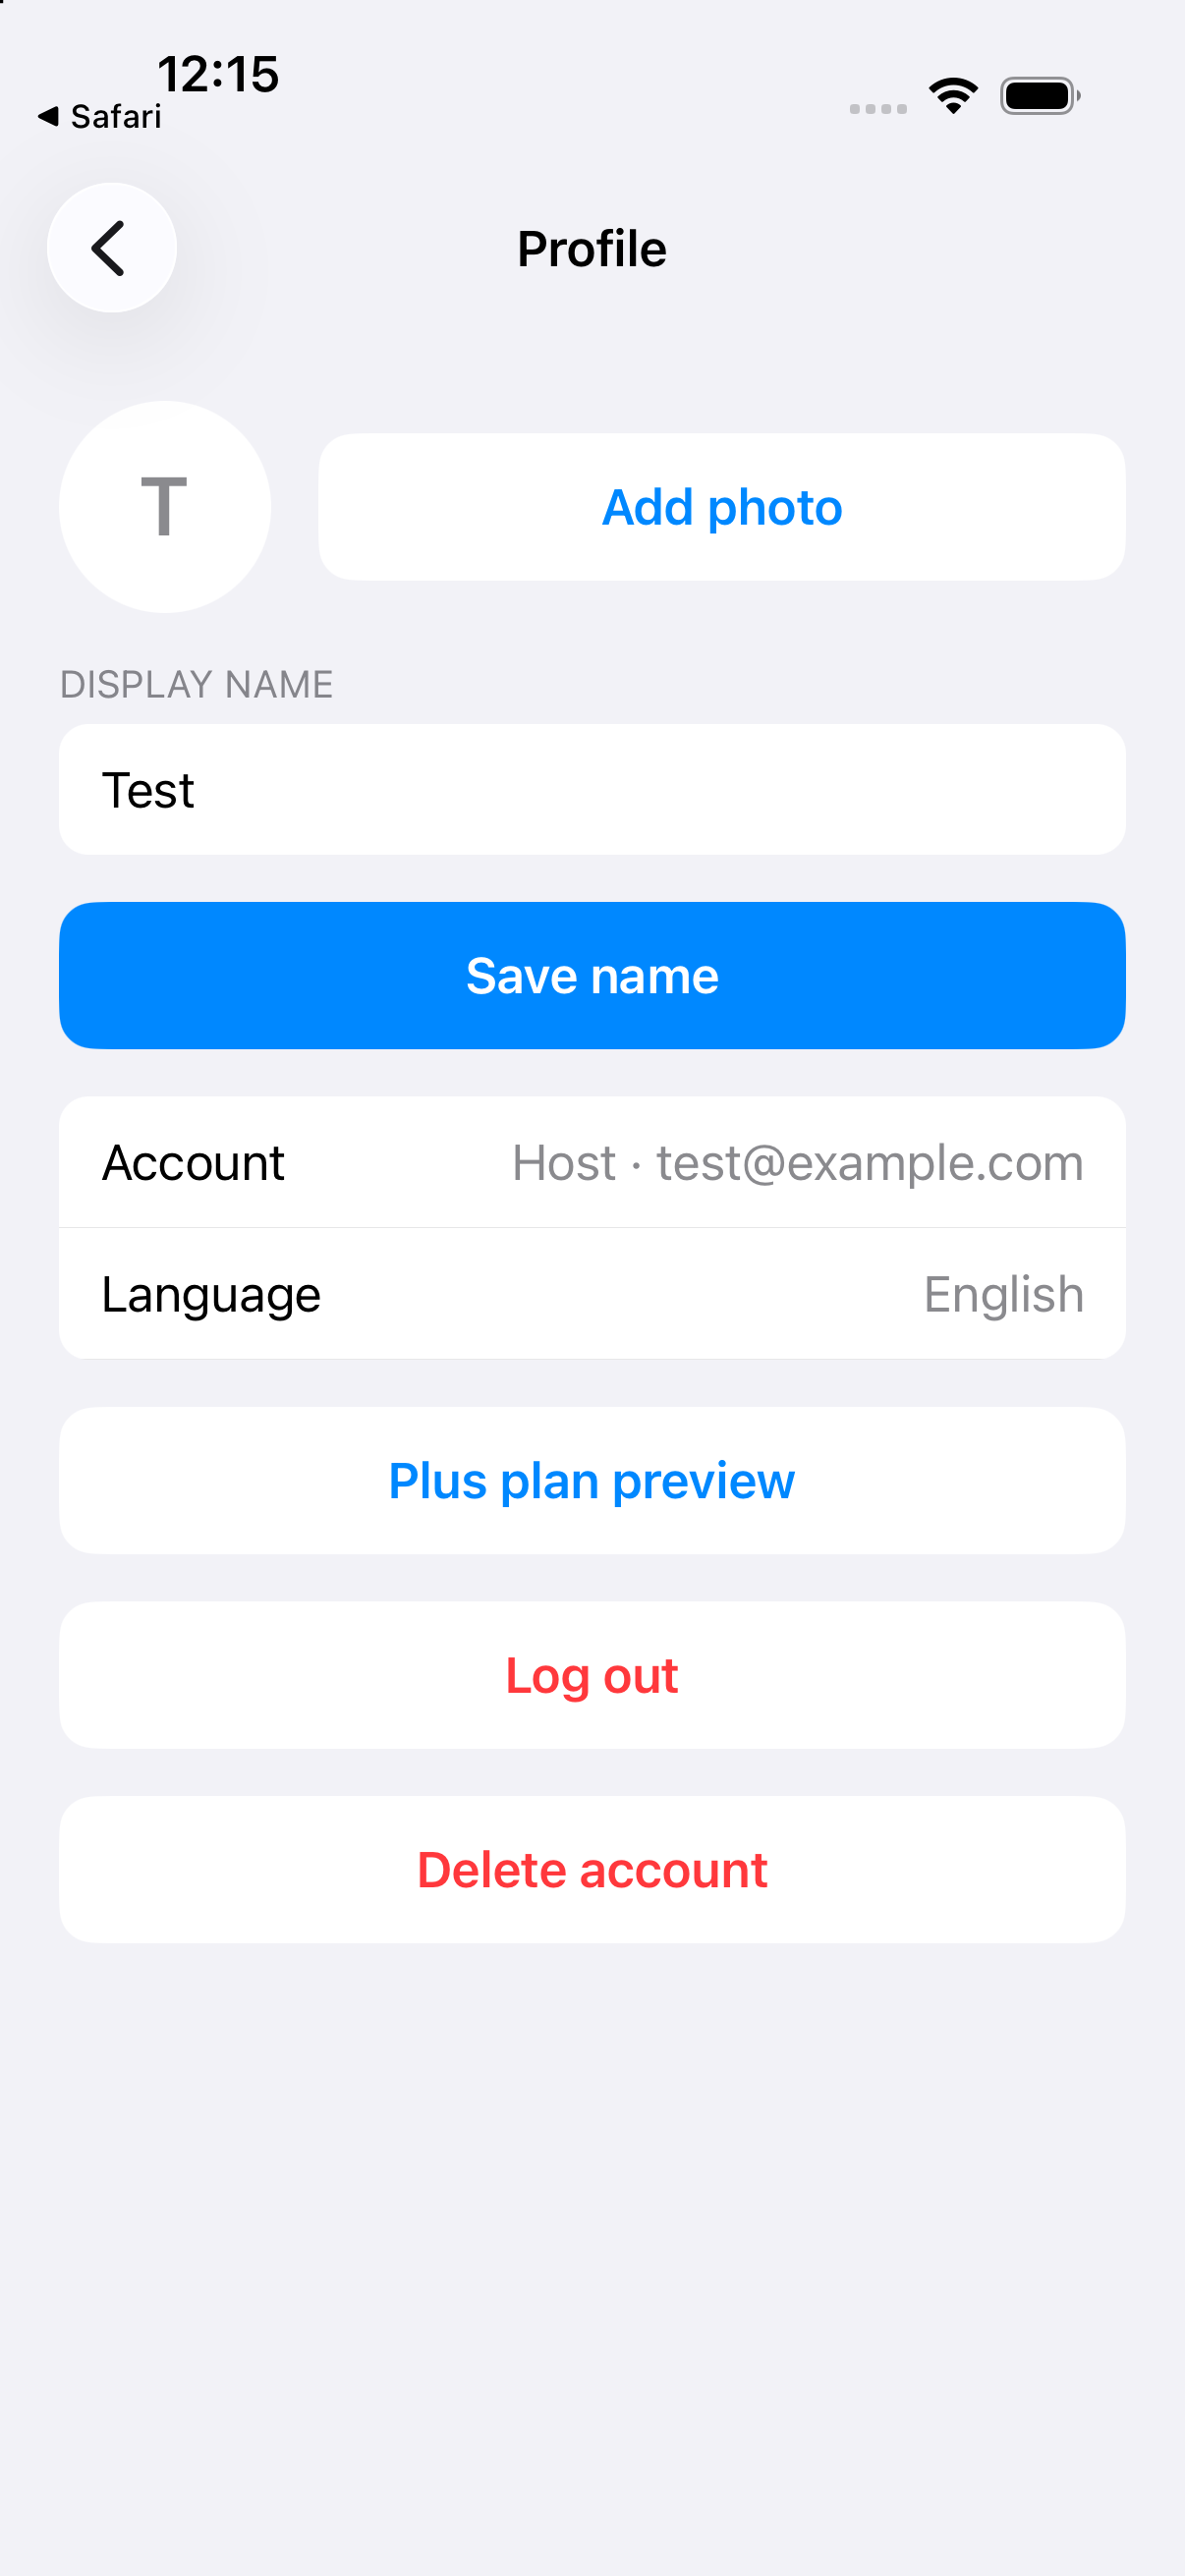 12:15
Safari
Profile
T
Add photo
DISPLAY NAME
Test
Save name
Account Host · test@example.com
Language English
Plus plan preview
Log out
Delete account